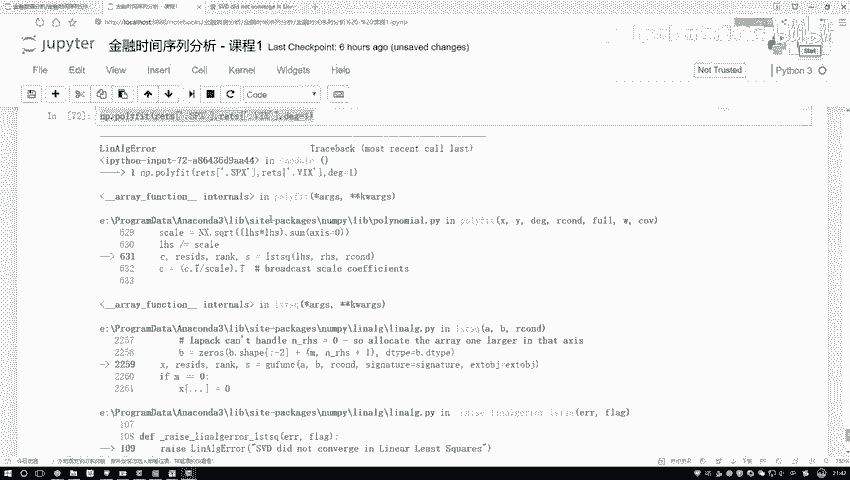 SVD did not converge in Lin
jupyter 金融时间序列分析 - 课程1 Last Checkpoint: 6 hours ago (unsaved changes)
File Edit View Insert Cell Kernel Widgets Help
Not Trusted Python 3
Code
In [72]: np.polyfit(rets['.SPX'],rets['.VIX'],deg=1)
LinAlgError Traceback (most recent call last)
<ipython-input-72-a86436d9aa44> in <module> ()
----> 1 np.polyfit(rets['.SPX'],rets['.VIX'],deg=1)
<__array_function__ internals> in polyfit(*args, **kwargs)
e:\ProgramData\Anaconda3\lib\site-packages\numpy\lib\polynomial.py in polyfit(x, y, deg, rcond, full, w, cov)
629 scale = NX.sqrt((lhs*lhs).sum(axis=0))
630 lhs /= scale
--> 631 c, resids, rank, s = lstsq(lhs, rhs, rcond)
632 c = (c.T/scale).T # broadcast scale coefficients
633
<__array_function__ internals> in lstsq(*args, **kwargs)
e:\ProgramData\Anaconda3\lib\site-packages\numpy\linalg\linalg.py in lstsq(a, b, rcond)
2257 # lapack can't handle n_rhs = 0 - so allocate the array one larger in that axis
2258 b = zeros(b.shape[:-2] + (m, n_rhs + 1), dtype=b.dtype)
-> 2259 x, resids, rank, s = gufunc(a, b, rcond, signature=signature, extobj=extobj)
2260 if m == 0:
2261 x[...] = 0
e:\ProgramData\Anaconda3\lib\site-packages\numpy\linalg\linalg.py in _raise_linalgerror_lstsq(err, flag)
107
108 def _raise_linalgerror_lstsq(err, flag):
--> 109 raise LinAlgError("SVD did not converge in Linear Least Squares")
21:42